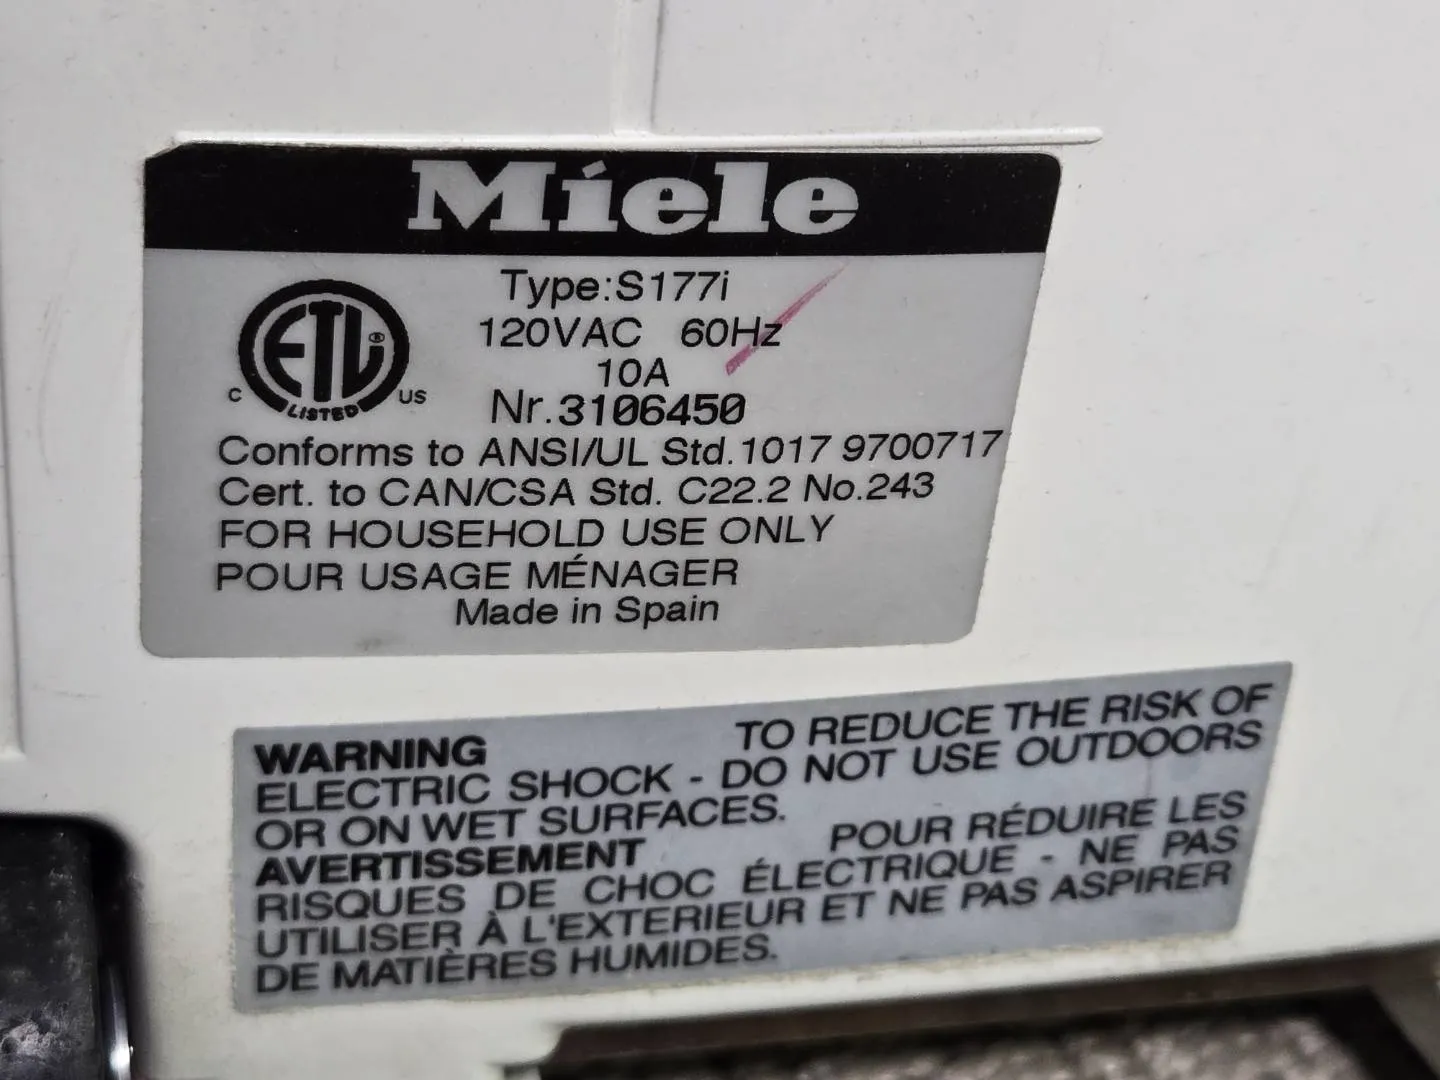 Miele
Type:S177i
120VAC 60Hz
10A
ETL®
C LISTED US
Nr.3106450
Conforms to ANSI/UL Std.1017 9700717
Cert. to CAN/CSA Std. C22.2 No.243
FOR HOUSEHOLD USE ONLY
POUR USAGE MÉNAGER
Made in Spain
WARNING TO REDUCE THE RISK OF
ELECTRIC SHOCK - DO NOT USE OUTDOORS
OR ON WET SURFACES.
AVERTISSEMENT POUR RÉDUIRE LES
RISQUES DE CHOC ÉLECTRIQUE - NE PAS
UTILISER À L'EXTERIEUR ET NE PAS ASPIRER
DE MATIÈRES HUMIDES.